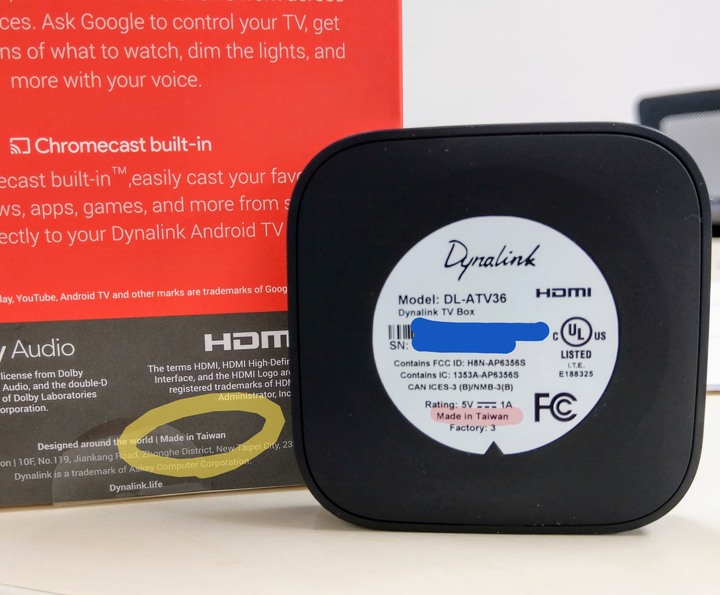 ces. Ask Google to control your TV, get
ns of what to watch, dim the lights, and
more with your voice.
Chromecast built-in
ecast built-in™,easily cast your favo
ws, apps, games, and more from s
ectly to your Dynalink Android TV
lay, YouTube, Android TV and other marks are trademarks of Goog
y Audio
license from Dolby
Audio, and the double-D
of Dolby Laboratories
orporation.
HDM
The terms HDMI, HDMI High-Defin
Interface, and the HDMI Logo are
registered trademarks of HDM
Administrator, Inc
Designed around the world | Made in Taiwan
on | 10F, No.119, Jiankang Road, Zhonghe District, New Taipei City, 23
Dynalink is a trademark of Askey Computer Corporation.
Dynalink.life
Dynalink
HDMI
Model: DL-ATV36
Dynalink TV Box
SN:
C UL US
LISTED
I.T.E.
E188325
Contains FCC ID: H8N-AP6356S
Contains IC: 1353A-AP6356S
CAN ICES-3 (B)/NMB-3(B)
Rating: 5V 1A
Made in Taiwan
Factory: 3
FC